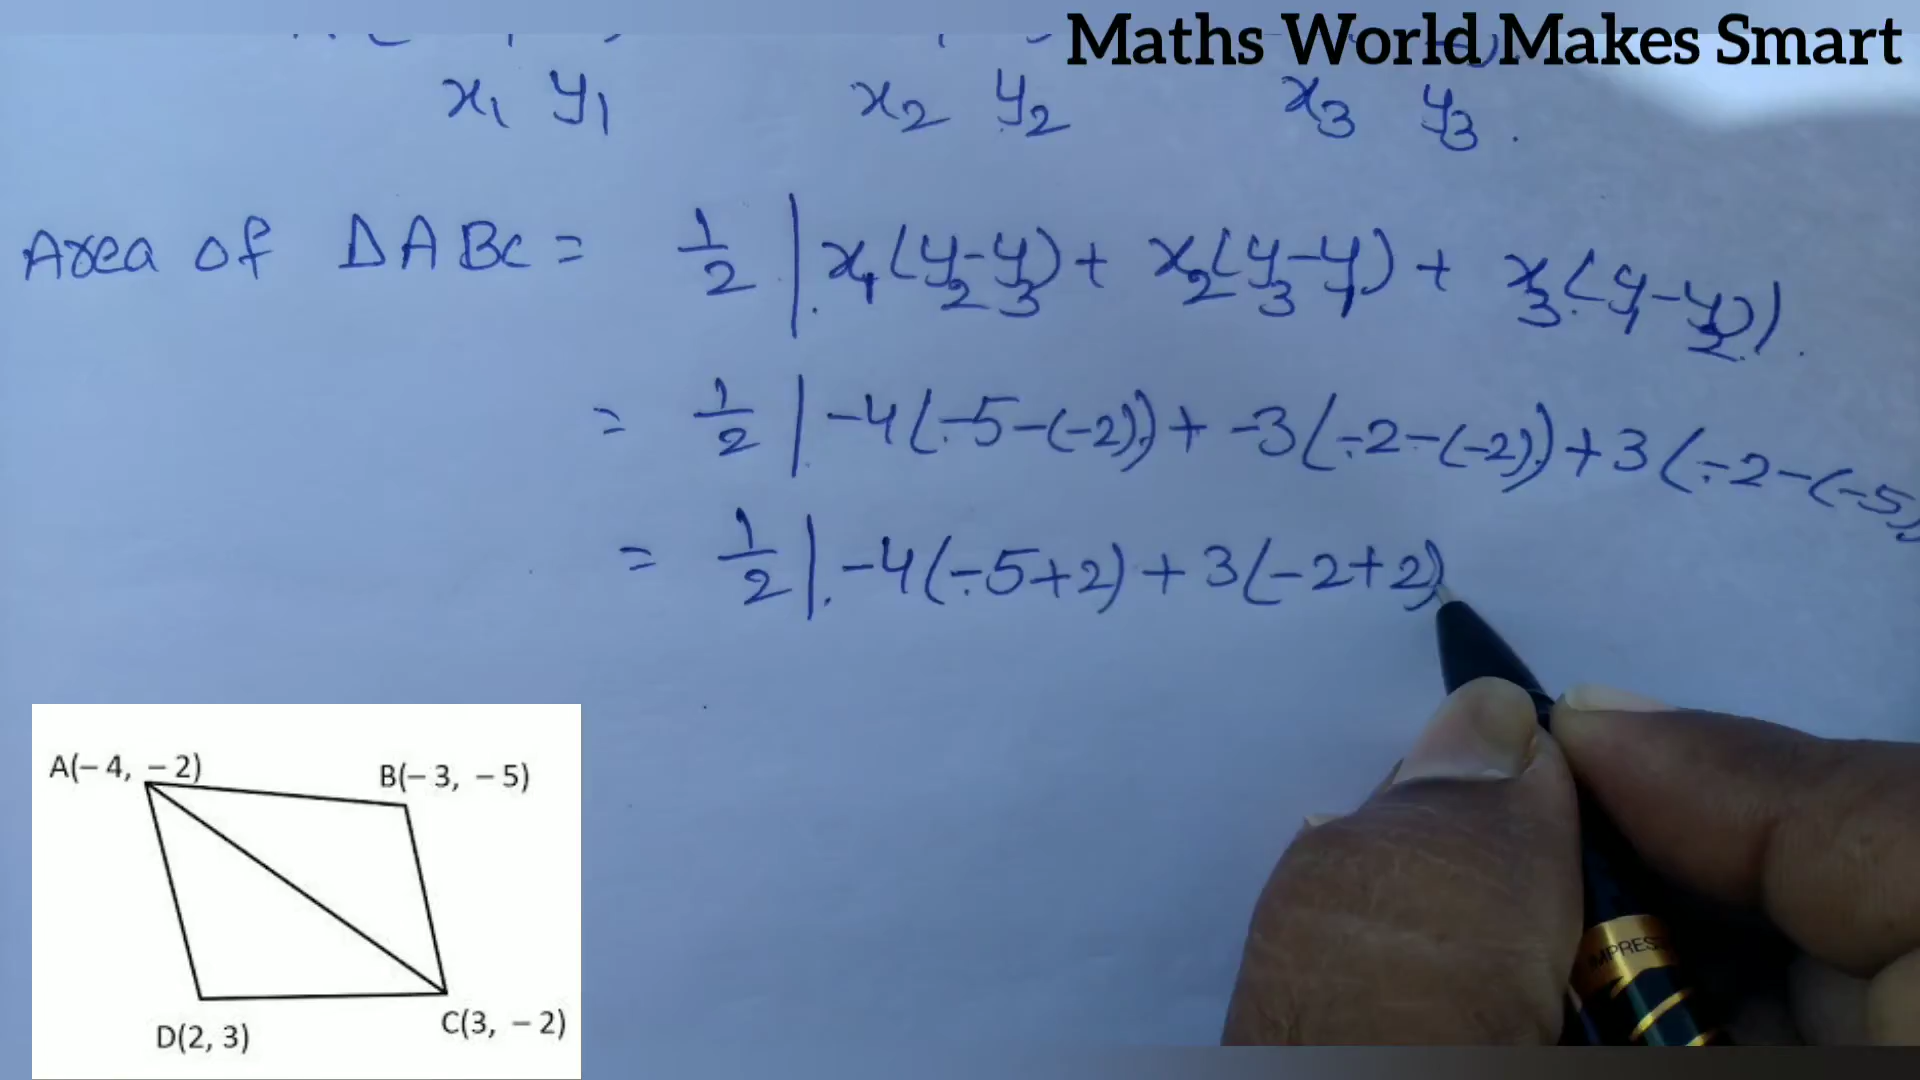 Maths World Makes Smart
x₁ y₁ x₂ y₂ x₃ y₃.
Area of ΔABC = 1/2 | x₁(y₂-y₃)+ x₂(y₃-y₁) + x₃(y₁-y₂).
= 1/2 | -4(-5-(-2))+ -3(-2-(-2))+3(-2-(-5)
= 1/2 | -4(-5+2)+3(-2+2)
A(– 4, – 2)
B(– 3, – 5)
C(3, – 2)
D(2, 3)
IMPRES